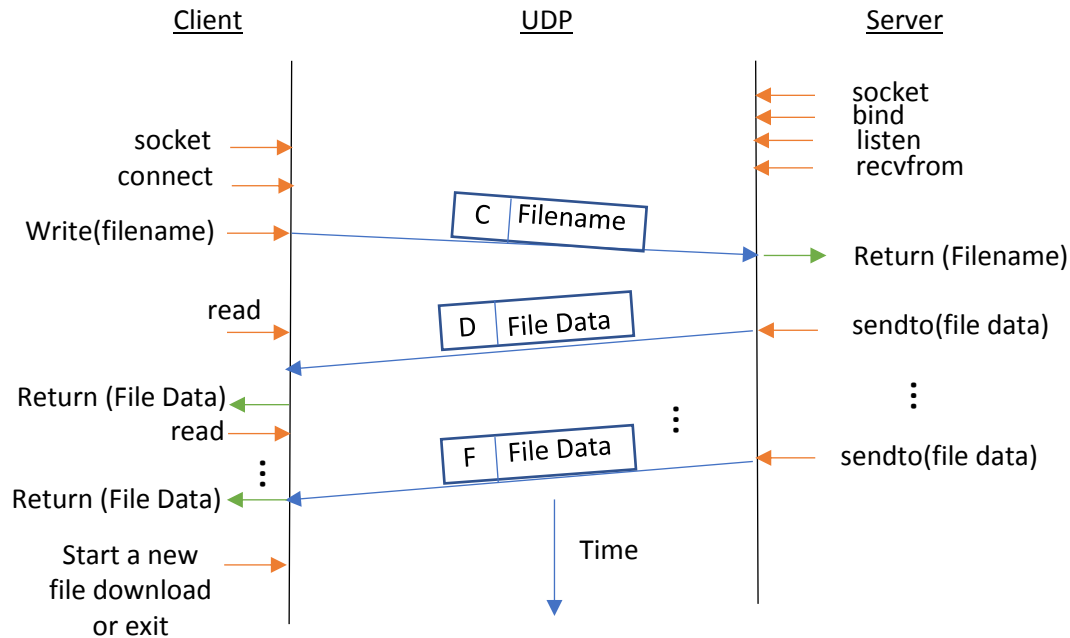 Client
UDP
Server
socket
bind
listen
recvfrom
socket
connect
Write(filename)
C
Filename
Return (Filename)
read
D
File Data
sendto(file data)
Return (File Data)
read
F
File Data
sendto(file data)
Return (File Data)
Time
Start a new
file download
or exit